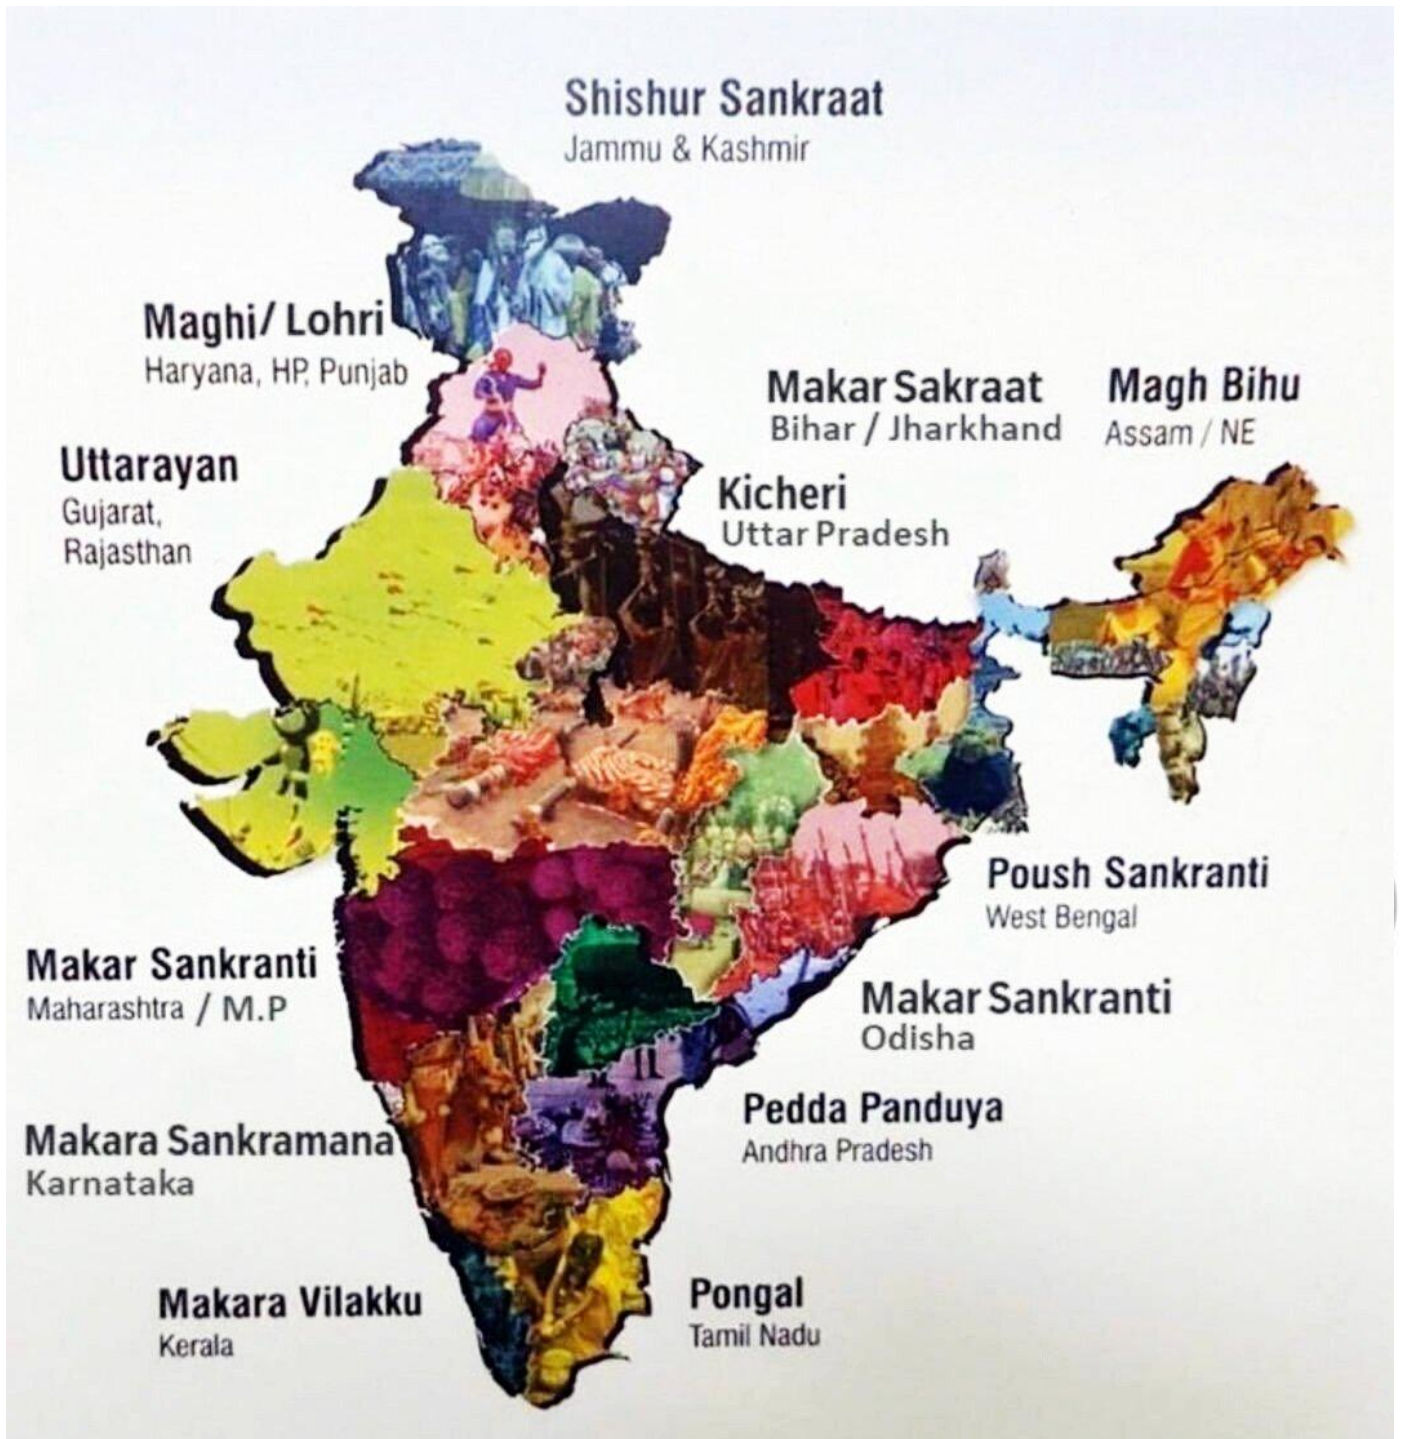 Shishur Sankraat
Jammu & Kashmir
Maghi/ Lohri
Haryana, HP, Punjab
Makar Sakraat
Bihar / Jharkhand
Magh Bihu
Assam / NE
Uttarayan
Gujarat,
Rajasthan
Kicheri
Uttar Pradesh
Poush Sankranti
West Bengal
Makar Sankranti
Maharashtra / M.P
Makar Sankranti
Odisha
Pedda Panduya
Andhra Pradesh
Makara Sankramana
Karnataka
Makara Vilakku
Kerala
Pongal
Tamil Nadu